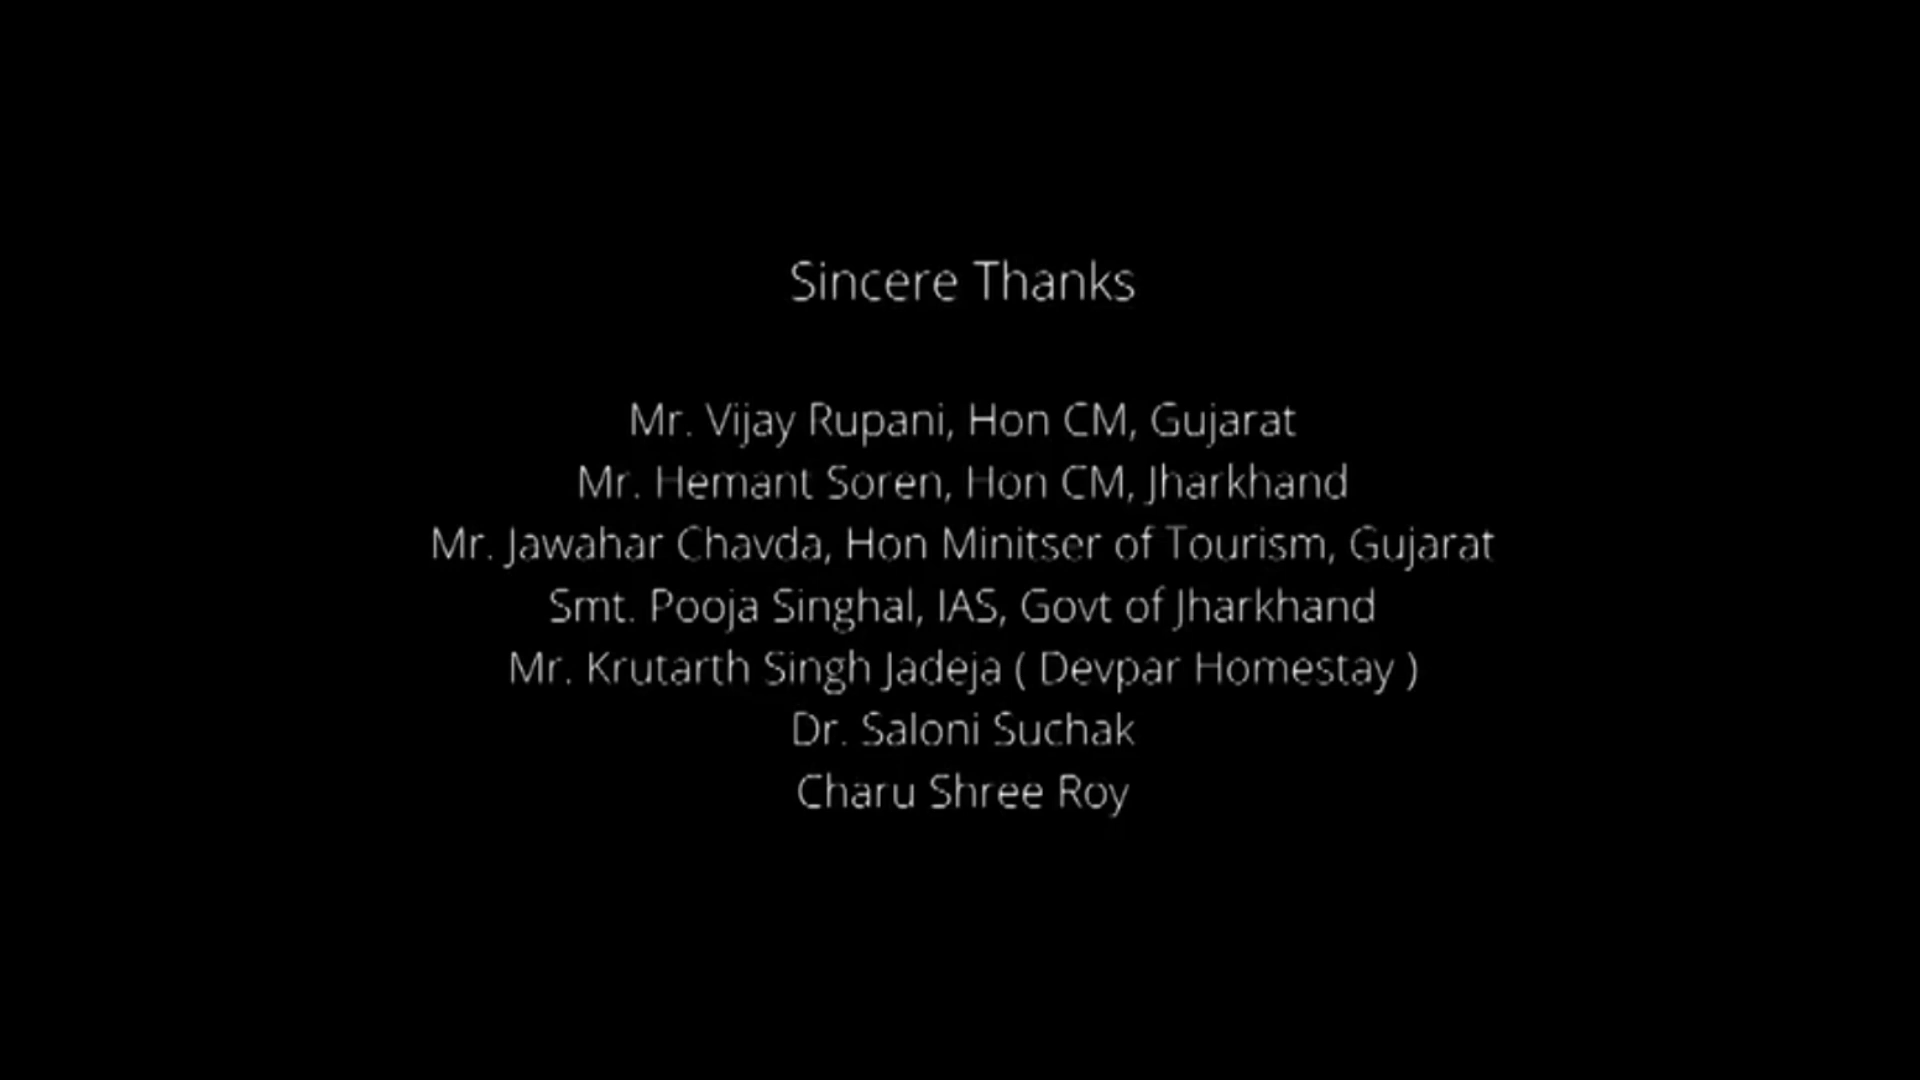 Sincere Thanks
Mr. Vijay Rupani, Hon CM, Gujarat
Mr. Hemant Soren, Hon CM, Jharkhand
Mr. Jawahar Chavda, Hon Minitser of Tourism, Gujarat
Smt. Pooja Singhal, IAS, Govt of Jharkhand
Mr. Krutarth Singh Jadeja ( Devpar Homestay )
Dr. Saloni Suchak
Charu Shree Roy